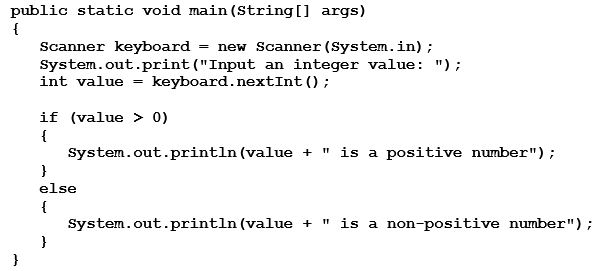 public static void main(String[] args)
{
   Scanner keyboard = new Scanner(System.in);
   System.out.print("Input an integer value: ");
   int value = keyboard.nextInt();

   if (value > 0)
   {
      System.out.println(value + " is a positive number");
   }
   else
   {
      System.out.println(value + " is a non-positive number");
   }
}